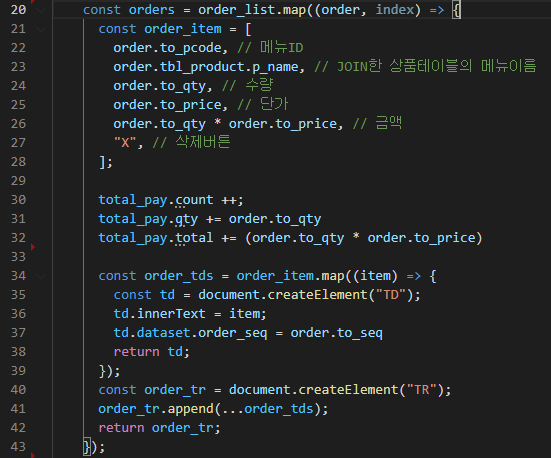 20 const orders = order_list.map((order, index) => {
21 const order_item = [
22 order.to_pcode, // 메뉴ID
23 order.tbl_product.p_name, // JOIN한 상품테이블의 메뉴이름
24 order.to_qty, // 수량
25 order.to_price, // 단가
26 order.to_qty * order.to_price, // 금액
27 "X", // 삭제버튼
28 ];
29
30 total_pay.count ++;
31 total_pay.qty += order.to_qty
32 total_pay.total += (order.to_qty * order.to_price)
33
34 const order_tds = order_item.map((item) => {
35 const td = document.createElement("TD");
36 td.innerText = item;
37 td.dataset.order_seq = order.to_seq
38 return td;
39 });
40 const order_tr = document.createElement("TR");
41 order_tr.append(...order_tds);
42 return order_tr;
43 });